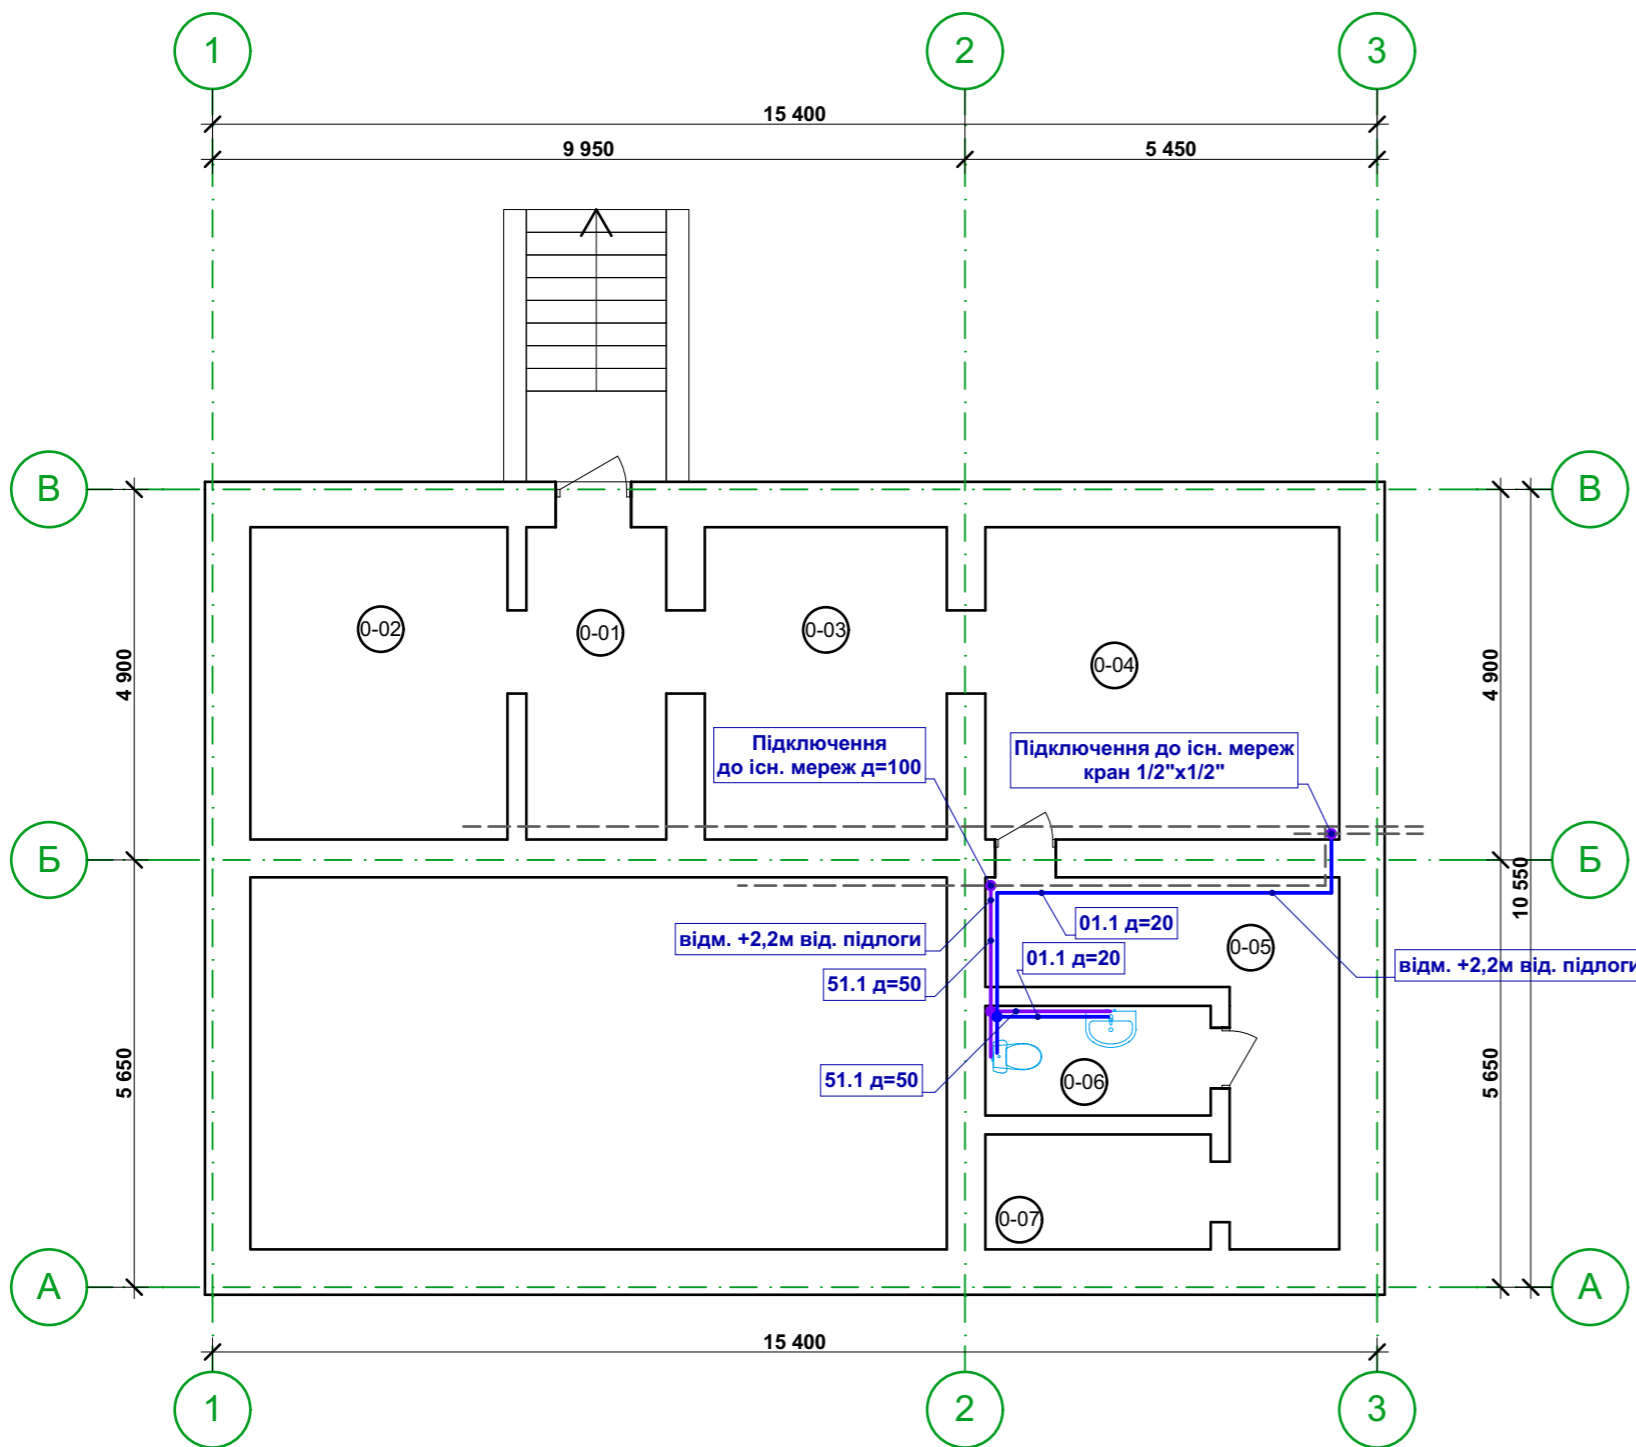 1
2
3
15 400
9 950
5 450
В
В
0-02
0-01
0-03
0-04
4 900
4 900
Підключення
до існ. мереж д=100
Підключення до існ. мереж
кран 1/2"x1/2"
Б
Б
10 550
01.1 д=20
відм. +2,2м від. підлоги
0-05
01.1 д=20
відм. +2,2м від. підлоги
51.1 д=50
51.1 д=50
0-06
5 650
5 650
0-07
А
А
15 400
1
2
3